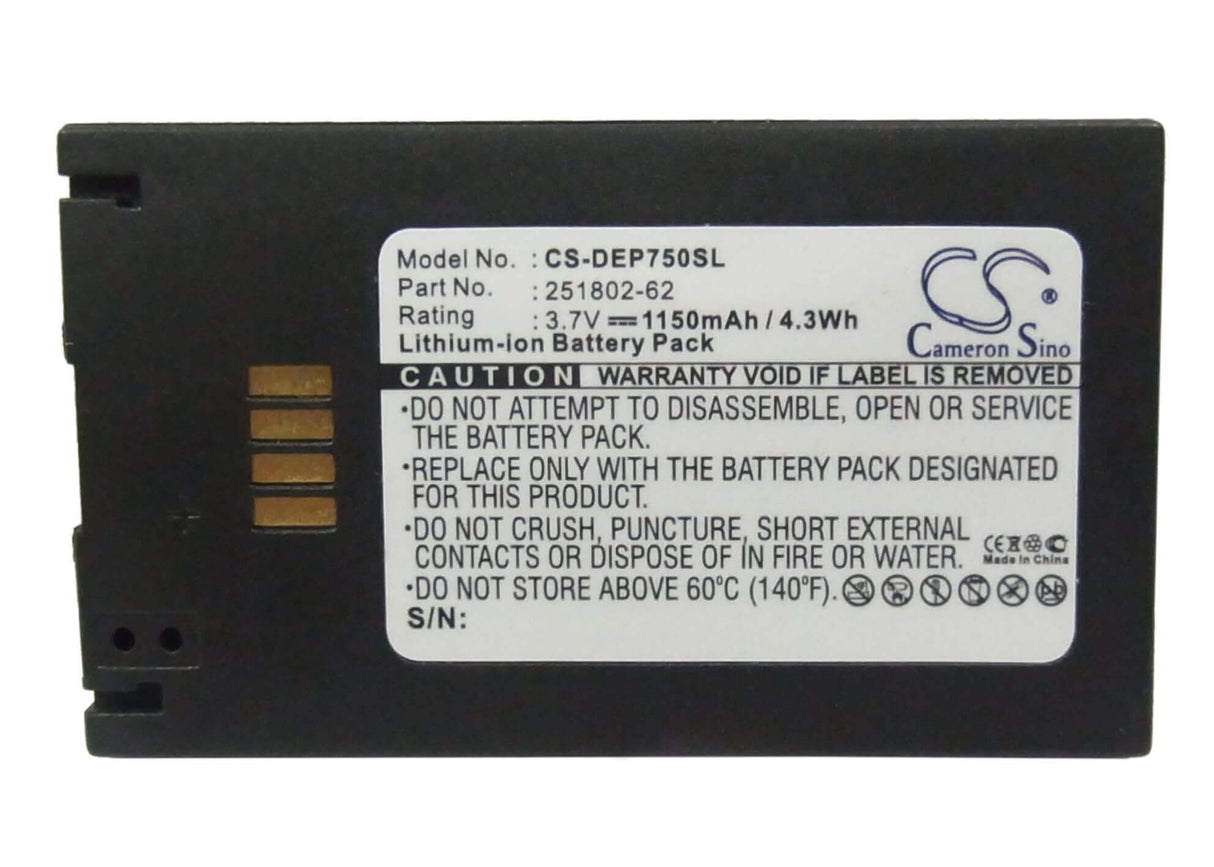 Model No. : CS-DEP750SL
Part No. : 251802-62
Rating : 3.7V 1150mAh / 4.3Wh
Lithium-ion Battery Pack
CS ®
Cameron Sino
CAUTION WARRANTY VOID IF LABEL IS REMOVED
•DO NOT ATTEMPT TO DISASSEMBLE, OPEN OR SERVICE
THE BATTERY PACK.
•REPLACE ONLY WITH THE BATTERY PACK DESIGNATED
FOR THIS PRODUCT.
•DO NOT CRUSH, PUNCTURE, SHORT EXTERNAL
CONTACTS OR DISPOSE OF IN FIRE OR WATER.
CE
Made in China
•DO NOT STORE ABOVE 60°C (140°F). Pb
S/N: